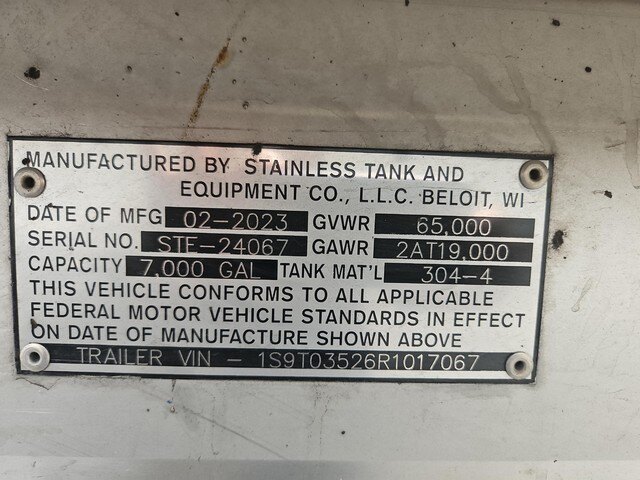 MANUFACTURED BY STAINLESS TANK AND
EQUIPMENT CO., L.L.C. BELOIT, WI
DATE OF MFG 02-2023 GVWR 65,000
SERIAL NO. STE-24067 GAWR 2AT19,000
CAPACITY 7,000 GAL TANK MAT'L 304-4
THIS VEHICLE CONFORMS TO ALL APPLICABLE
FEDERAL MOTOR VEHICLE STANDARDS IN EFFECT
ON DATE OF MANUFACTURE SHOWN ABOVE
TRAILER VIN - 1S9T03526R1017067